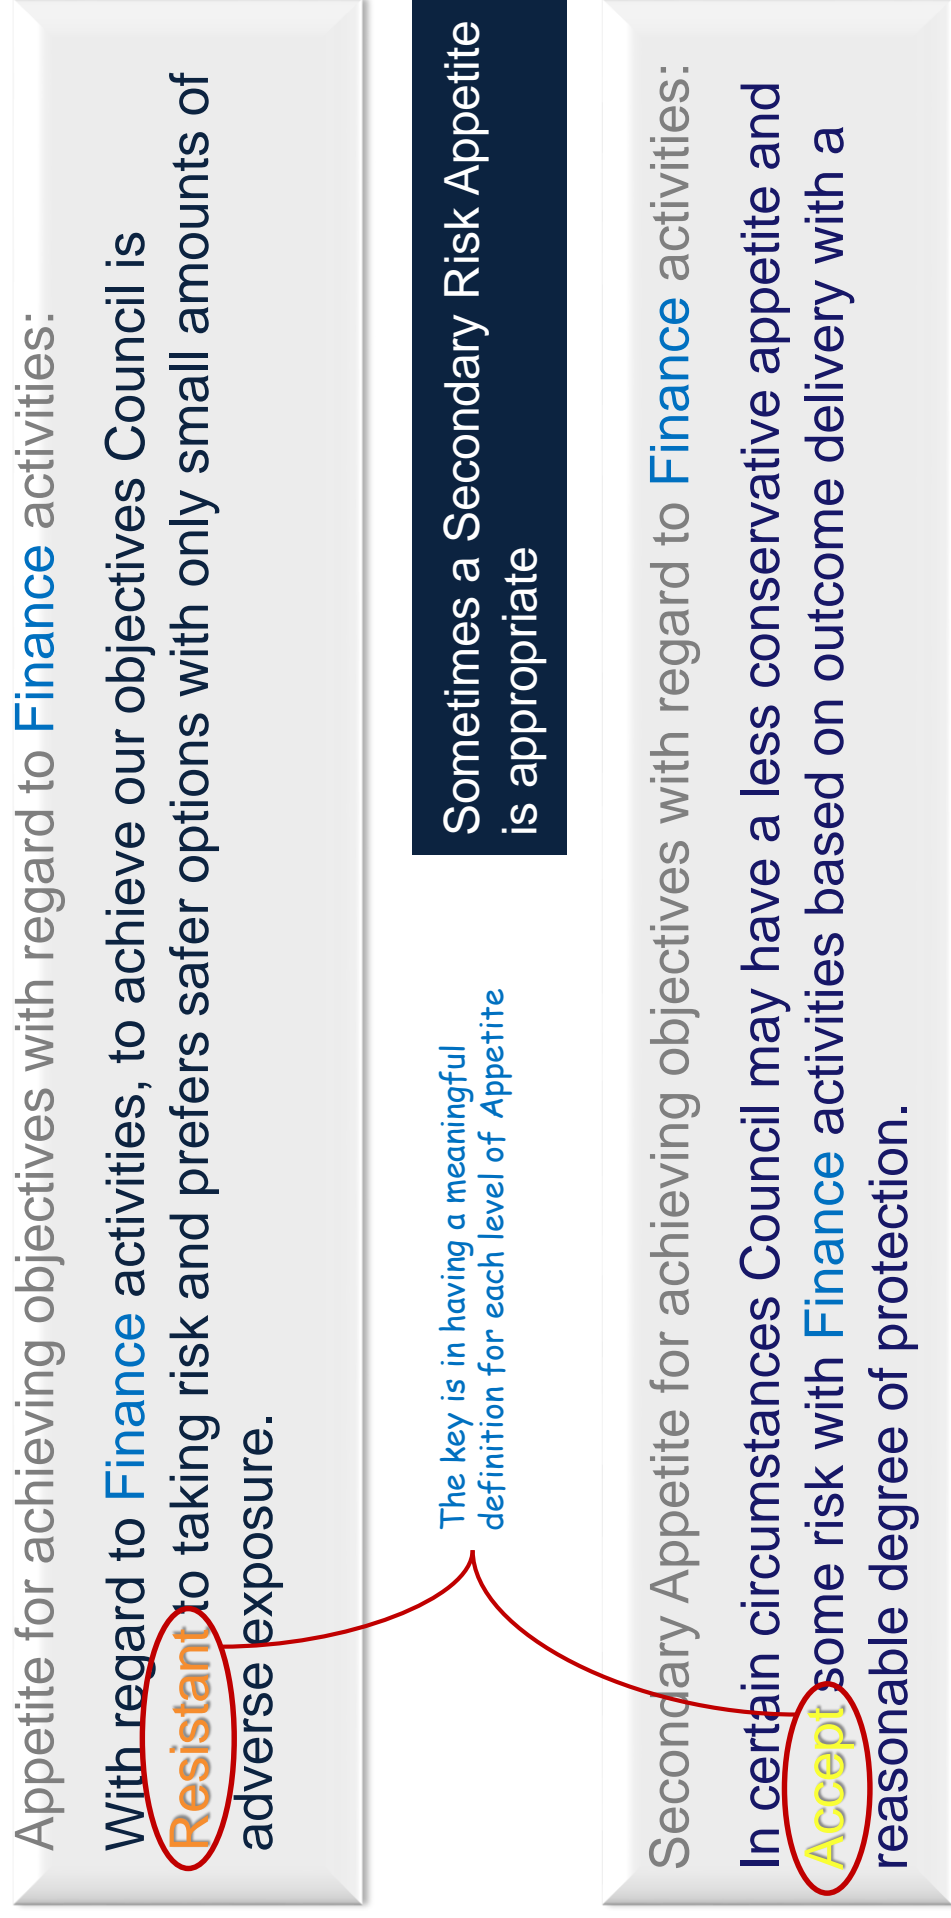 Appetite for achieving objectives with regard to Finance activities:
With regard to Finance activities, to achieve our objectives Council is
Resistant to taking risk and prefers safer options with only small amounts of
adverse exposure.
The key is in having a meaningful
definition for each level of Appetite
Sometimes a Secondary Risk Appetite
is appropriate
Secondary Appetite for achieving objectives with regard to Finance activities:
In certain circumstances Council may have a less conservative appetite and
Accept some risk with Finance activities based on outcome delivery with a
reasonable degree of protection.